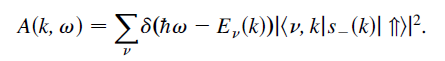 A(k, ω) = ∑_ν δ(ħω − E_ν(k))|⟨ν, k|s_−(k)| ⇑⟩|².